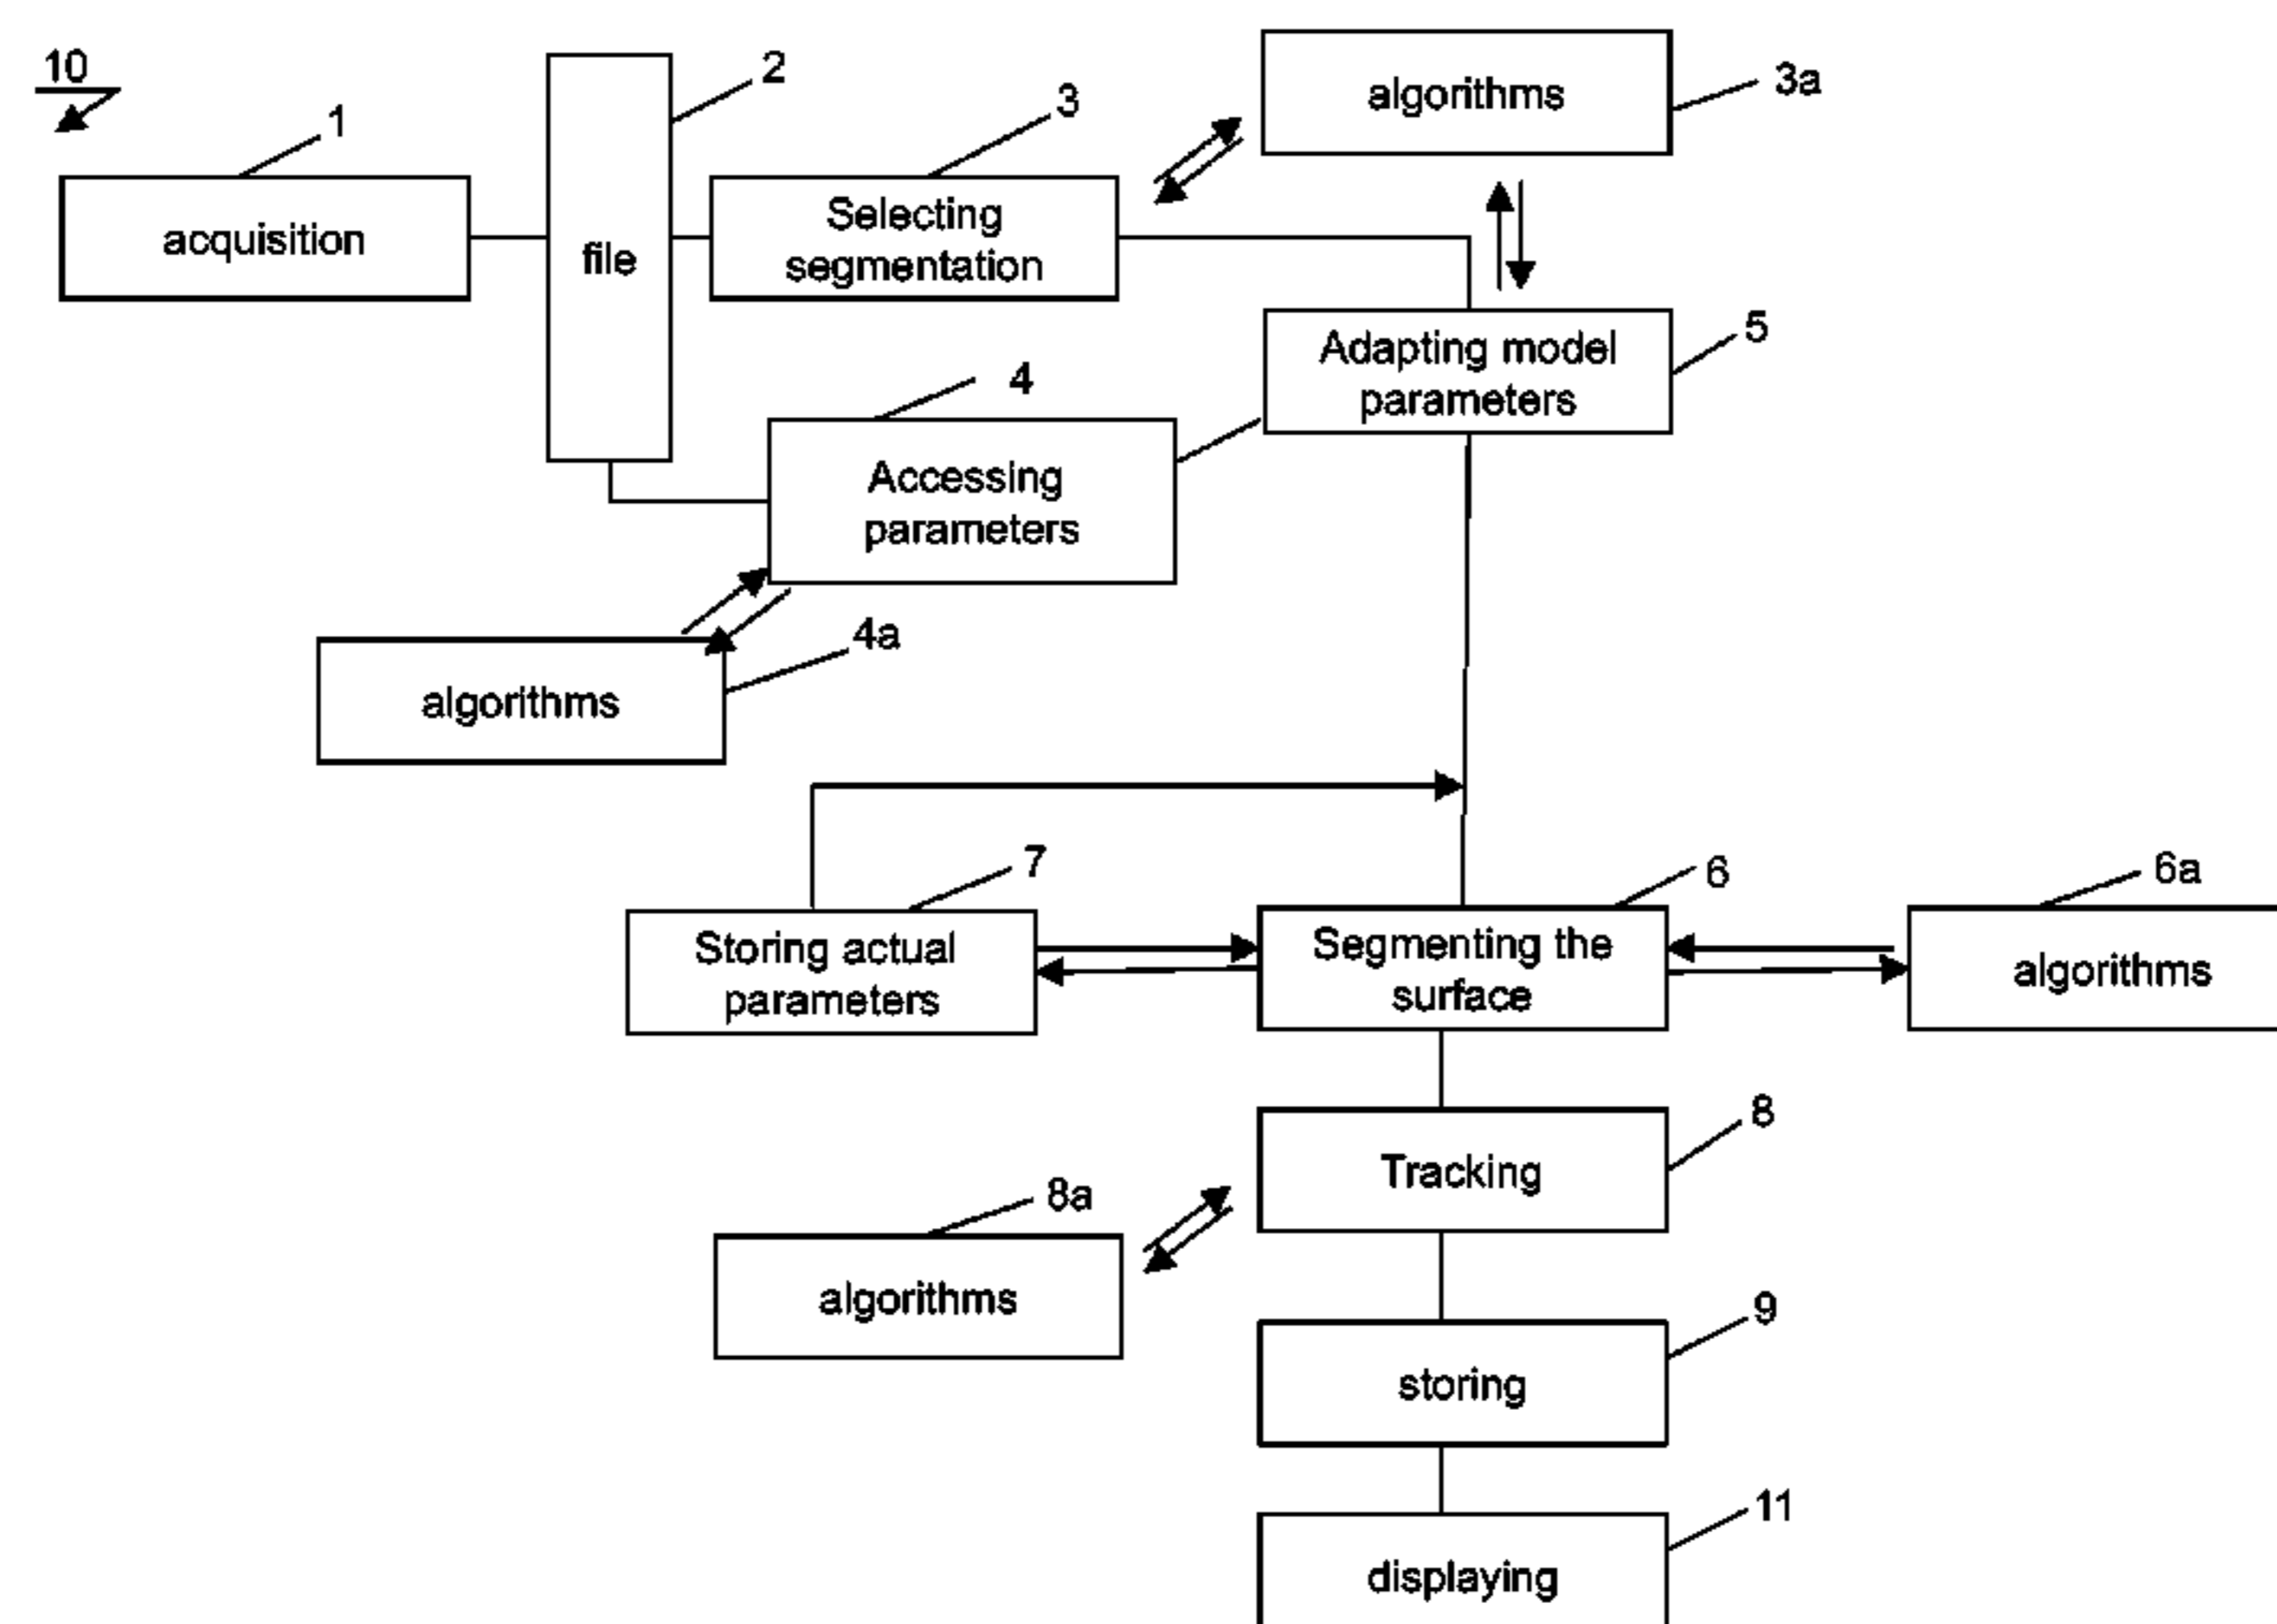 10
1
2
3
3a
algorithms
acquisition
file
Selecting
segmentation
5
Adapting model
parameters
4
Accessing
parameters
4a
algorithms
7
Storing actual
parameters
6
Segmenting the
surface
6a
algorithms
8
Tracking
8a
algorithms
9
storing
11
displaying